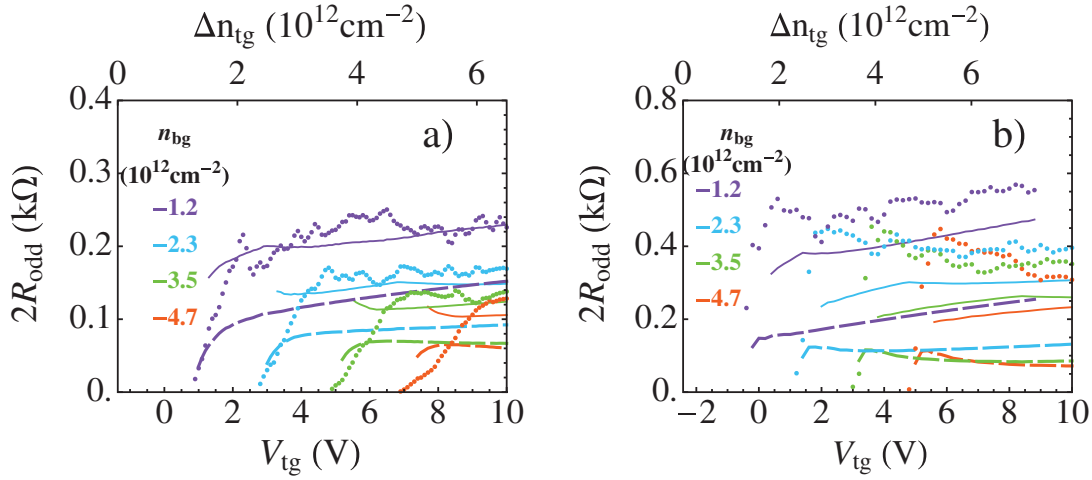 Δn_tg (10^12cm^−2)
0 2 4 6
0.4
0.3
0.2
0.1
0.
2R_odd (kΩ)
a)
n_bg
(10^12cm^−2)
−1.2
−2.3
−3.5
−4.7
0 2 4 6 8 10
V_tg (V)
Δn_tg (10^12cm^−2)
0 2 4 6
0.8
0.6
0.4
0.2
0.
2R_odd (kΩ)
b)
n_bg
(10^12cm^−2)
−1.2
−2.3
−3.5
−4.7
−2 0 2 4 6 8 10
V_tg (V)